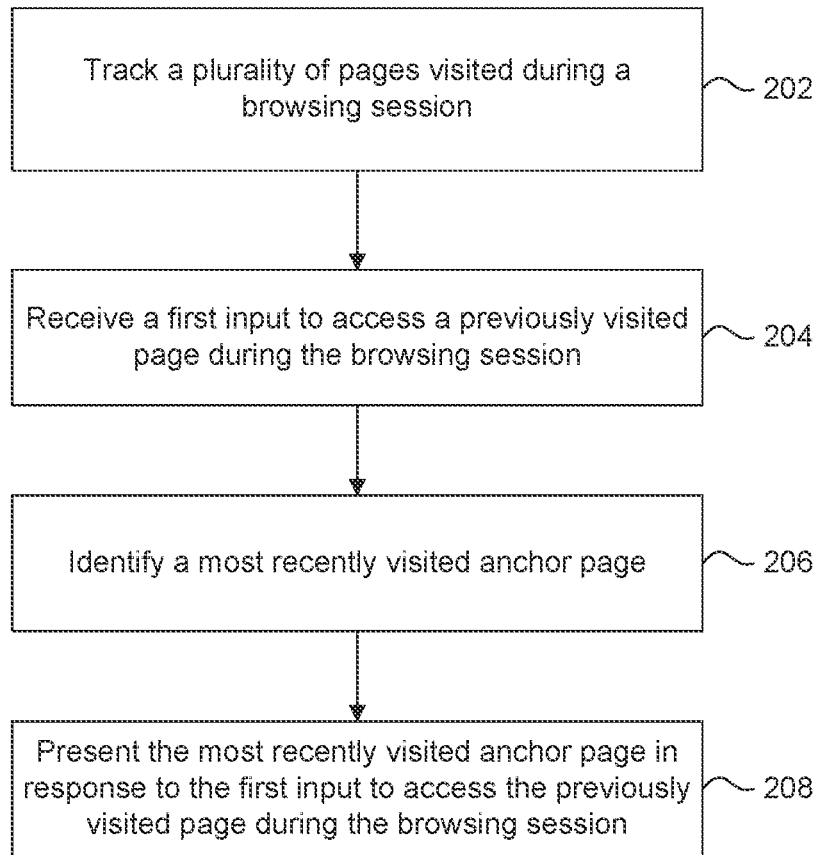 Track a plurality of pages visited during a
browsing session
202
Receive a first input to access a previously visited
page during the browsing session
204
Identify a most recently visited anchor page
206
Present the most recently visited anchor page in
response to the first input to access the previously
visited page during the browsing session
208